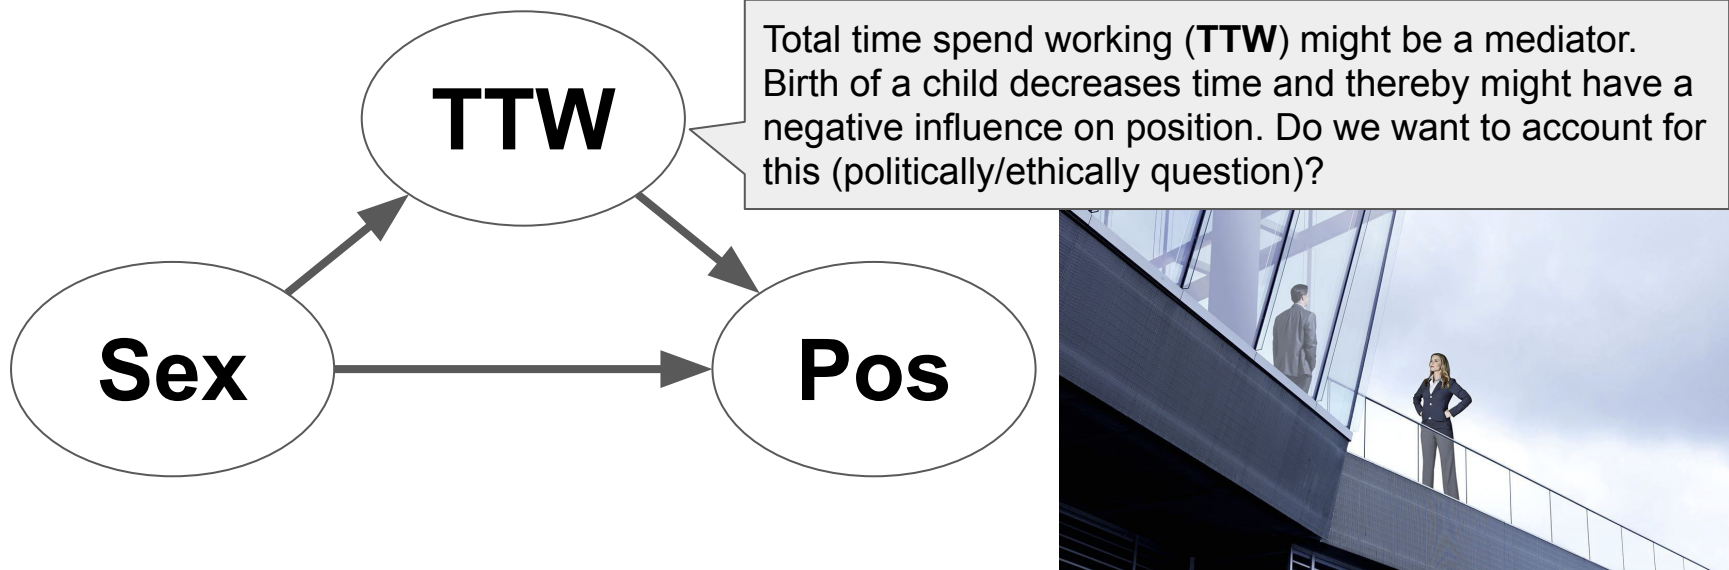 TTW
Total time spend working (TTW) might be a mediator.
Birth of a child decreases time and thereby might have a
negative influence on position. Do we want to account for
this (politically/ethically question)?
Sex
Pos